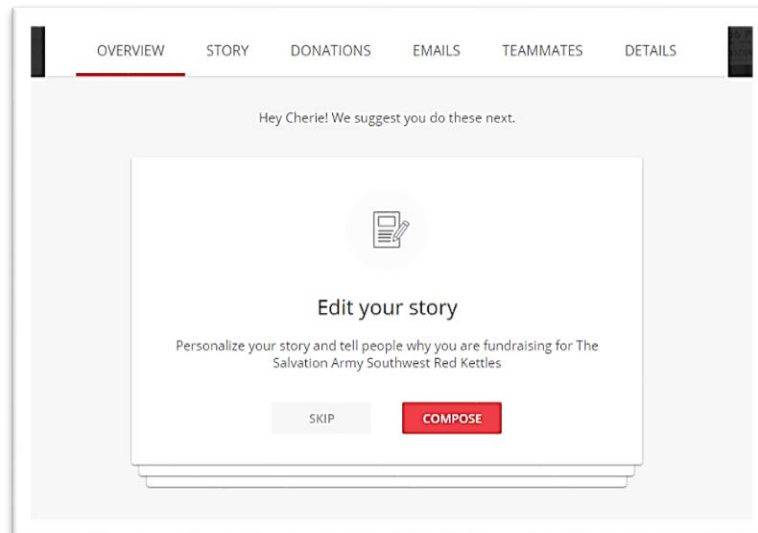 OVERVIEW STORY DONATIONS EMAILS TEAMMATES DETAILS
Hey Cherie! We suggest you do these next.
Edit your story
Personalize your story and tell people why you are fundraising for The
Salvation Army Southwest Red Kettles
SKIP COMPOSE